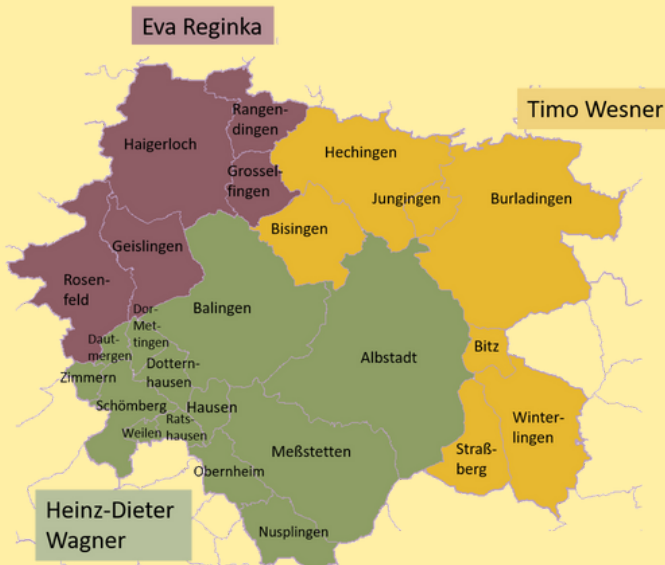 Eva Reginka
Timo Wesner
Rangen-
dingen
Haigerloch
Hechingen
Grossel-
fingen
Jungingen
Burladingen
Bisingen
Geislingen
Rosen-
feld
Balingen
Dor-
Met-
tingen
Daut-
mergen
Bitz
Albstadt
Dottern-
hausen
Zimmern
Schömberg
Hausen
Winter-
lingen
Rats-
hausen
Weilen
Meßstetten
Straß-
berg
Obernheim
Heinz-Dieter
Wagner
Nusplingen